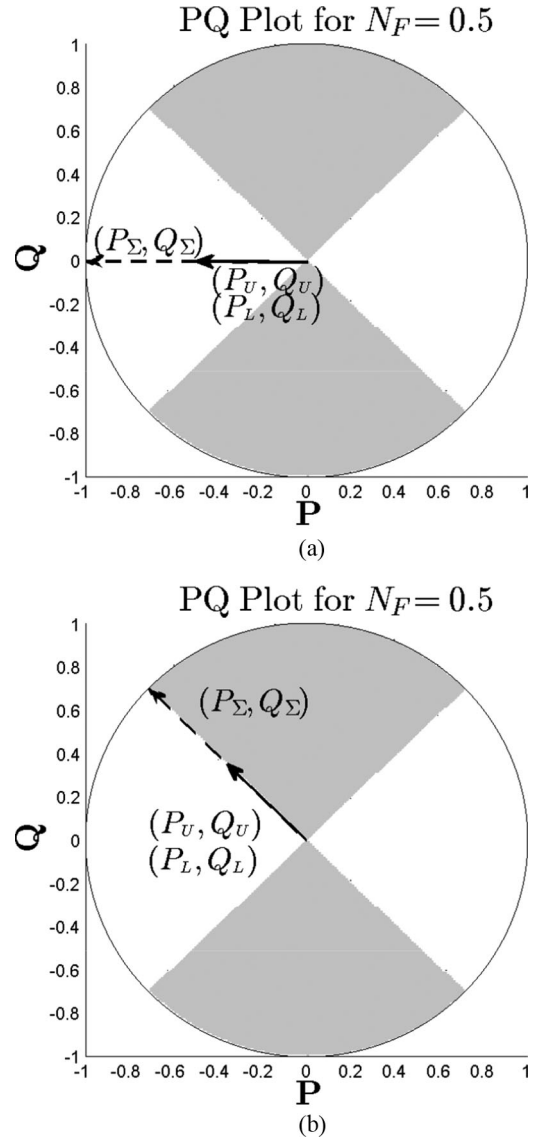 PQ Plot for N_F = 0.5
1
0.8
0.6
0.4
0.2
0
-0.2
-0.4
-0.6
-0.8
-1
Q
(P_Σ, Q_Σ)
(P_U, Q_U)
(P_L, Q_L)
-1 -0.8 -0.6 -0.4 -0.2 0 0.2 0.4 0.6 0.8 1
P
(a)
PQ Plot for N_F = 0.5
1
0.8
0.6
0.4
0.2
0
-0.2
-0.4
-0.6
-0.8
-1
Q
(P_Σ, Q_Σ)
(P_U, Q_U)
(P_L, Q_L)
-1 -0.8 -0.6 -0.4 -0.2 0 0.2 0.4 0.6 0.8 1
P
(b)